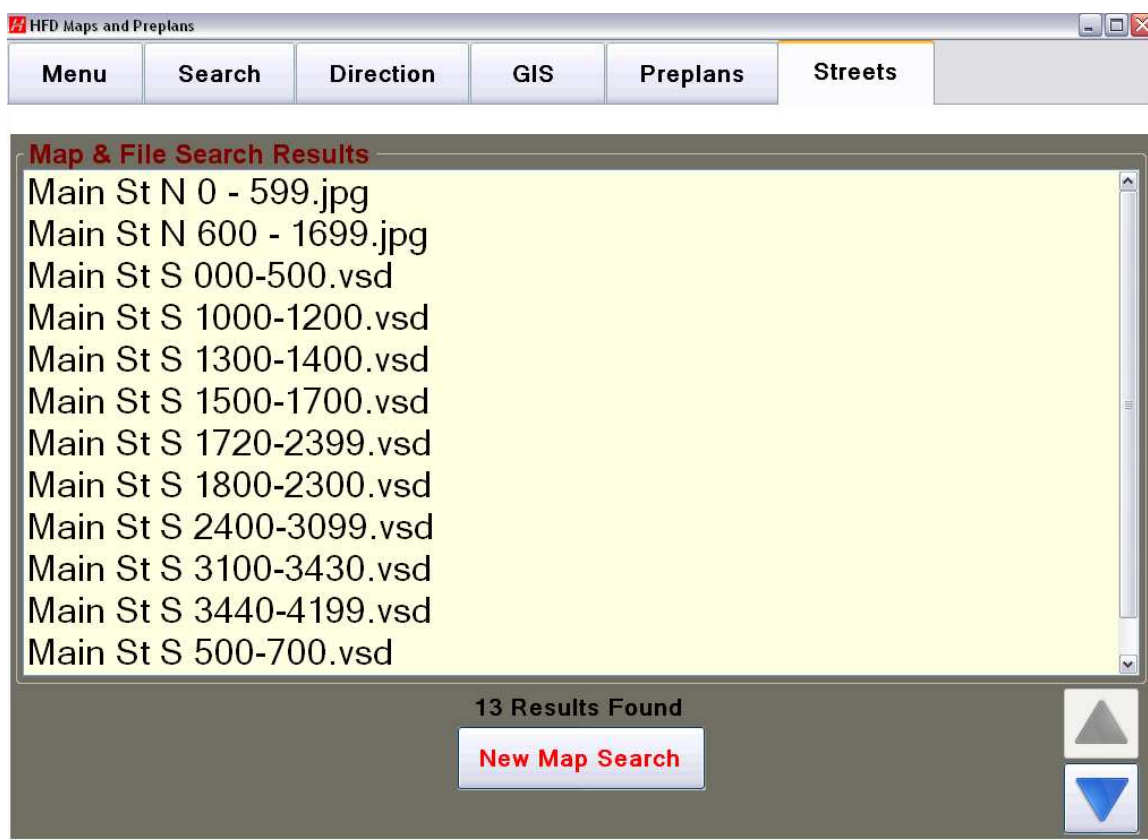 HFD Maps and Preplans
Menu Search Direction GIS Preplans Streets
Map & File Search Results
Main St N 0 - 599.jpg
Main St N 600 - 1699.jpg
Main St S 000-500.vsd
Main St S 1000-1200.vsd
Main St S 1300-1400.vsd
Main St S 1500-1700.vsd
Main St S 1720-2399.vsd
Main St S 1800-2300.vsd
Main St S 2400-3099.vsd
Main St S 3100-3430.vsd
Main St S 3440-4199.vsd
Main St S 500-700.vsd
13 Results Found
New Map Search